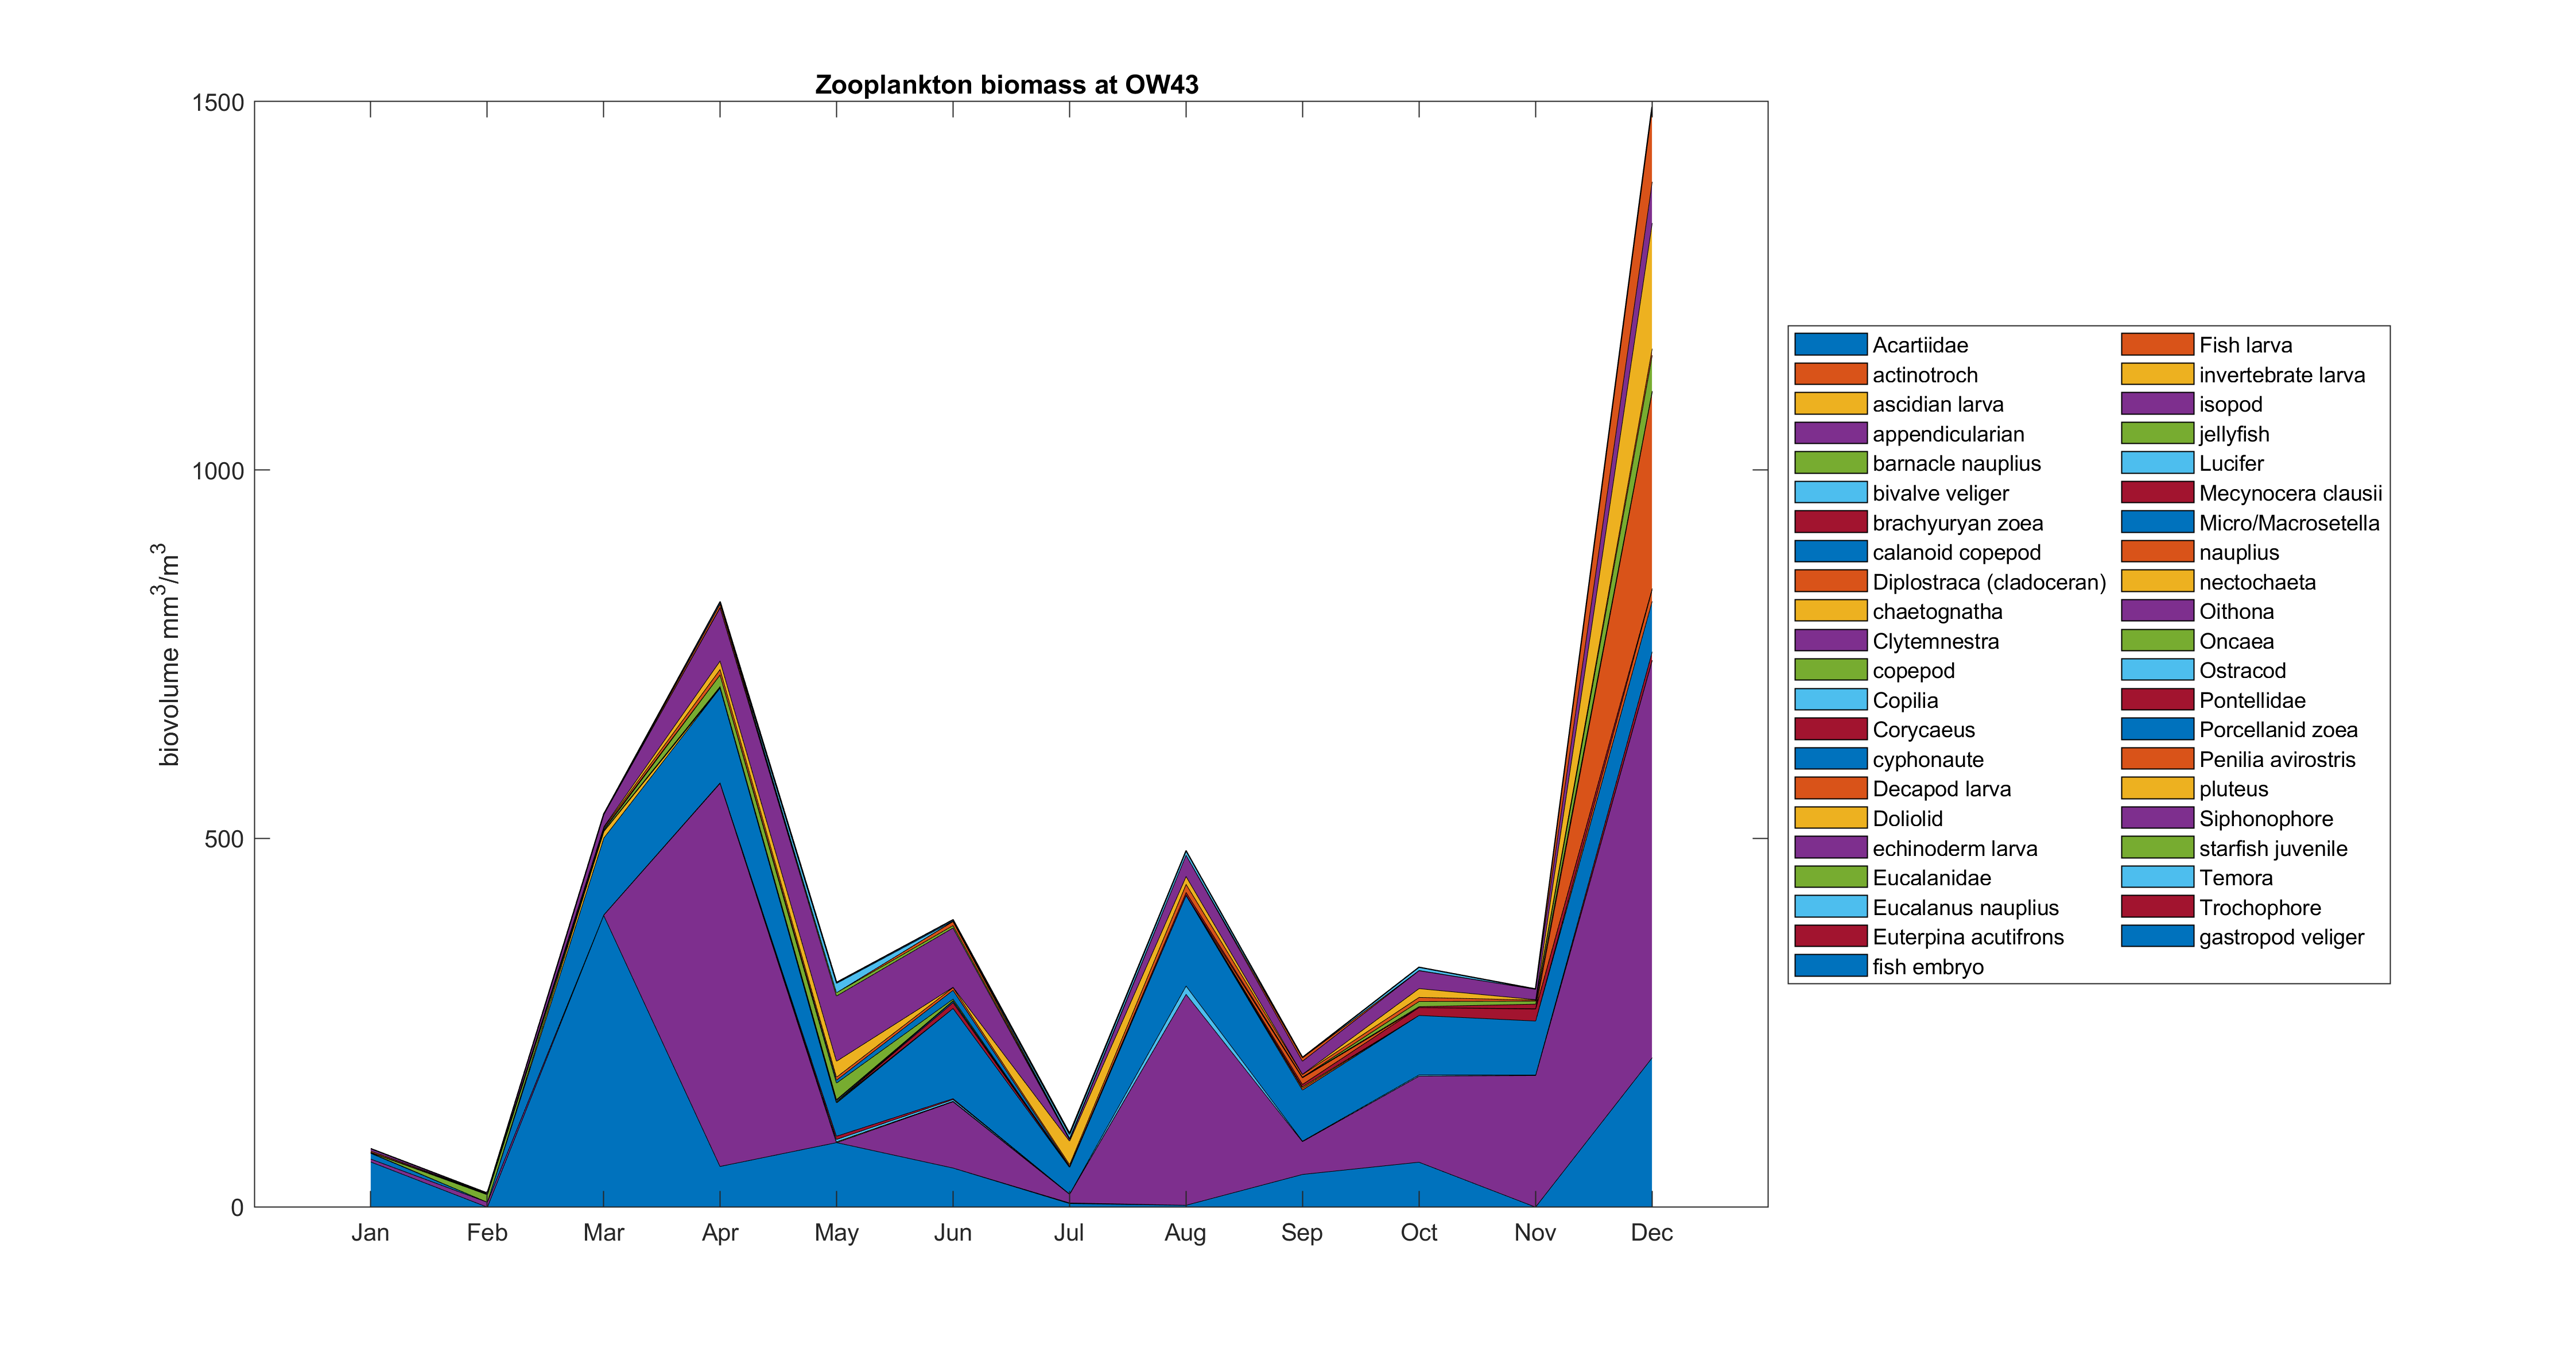 Zooplankton biomass at OW43
1500
1000
500
0
biovolume mm³/m³
Jan Feb Mar Apr May Jun Jul Aug Sep Oct Nov Dec
Acartiidae
actinotroch
ascidian larva
appendicularian
barnacle nauplius
bivalve veliger
brachyuryan zoea
calanoid copepod
Diplostraca (cladoceran)
chaetognatha
Clytemnestra
copepod
Copilia
Corycaeus
cyphonaute
Decapod larva
Doliolid
echinoderm larva
Eucalanidae
Eucalanus nauplius
Euterpina acutifrons
fish embryo
Fish larva
invertebrate larva
isopod
jellyfish
Lucifer
Mecynocera clausii
Micro/Macrosetella
nauplius
nectochaeta
Oithona
Oncaea
Ostracod
Pontellidae
Porcellanid zoea
Penilia avirostris
pluteus
Siphonophore
starfish juvenile
Temora
Trochophore
gastropod veliger